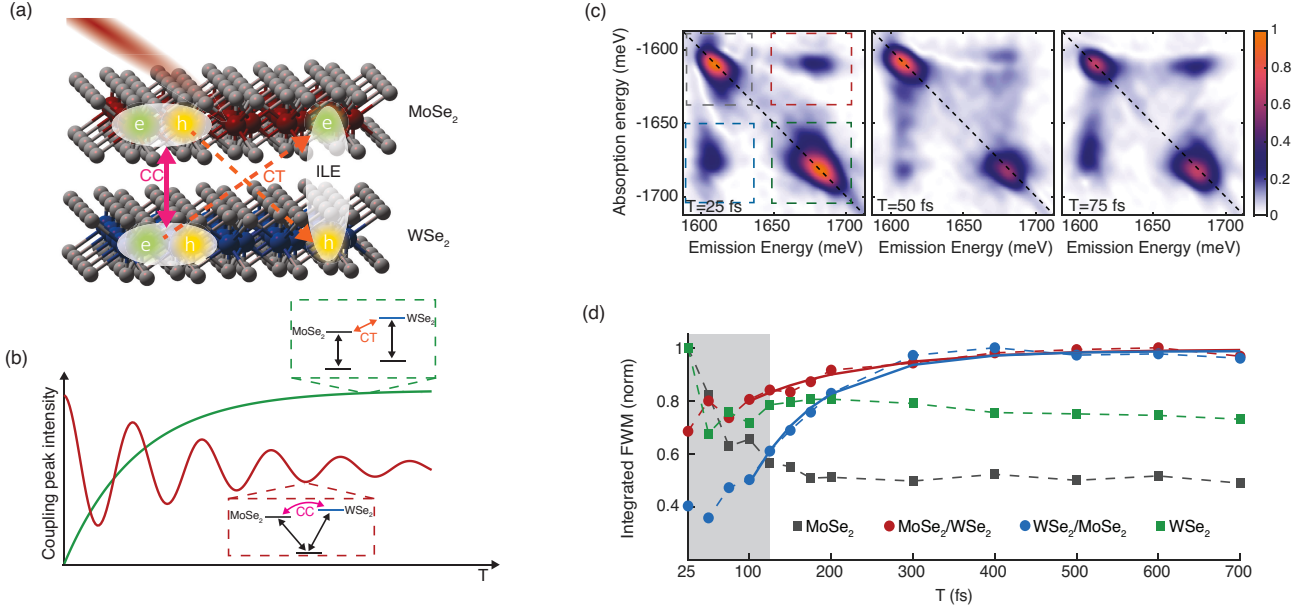 (a)
MoSe₂
e
h
e
CC
CT
ILE
WSe₂
e
h
h
(b)
Coupling peak intensity
T
MoSe₂
WSe₂
CT
MoSe₂
CC
WSe₂
(c)
Absorption energy (meV)
-1600
-1650
-1700
T=25 fs
T=50 fs
T=75 fs
1600
1650
1700
1600
1650
1700
1600
1650
1700
Emission Energy (meV)
Emission Energy (meV)
Emission Energy (meV)
1
0.8
0.6
0.4
0.2
0
(d)
Integrated FWM (norm)
1
0.8
0.6
0.4
MoSe₂
MoSe₂/WSe₂
WSe₂/MoSe₂
WSe₂
25
100
200
300
400
500
600
700
T (fs)